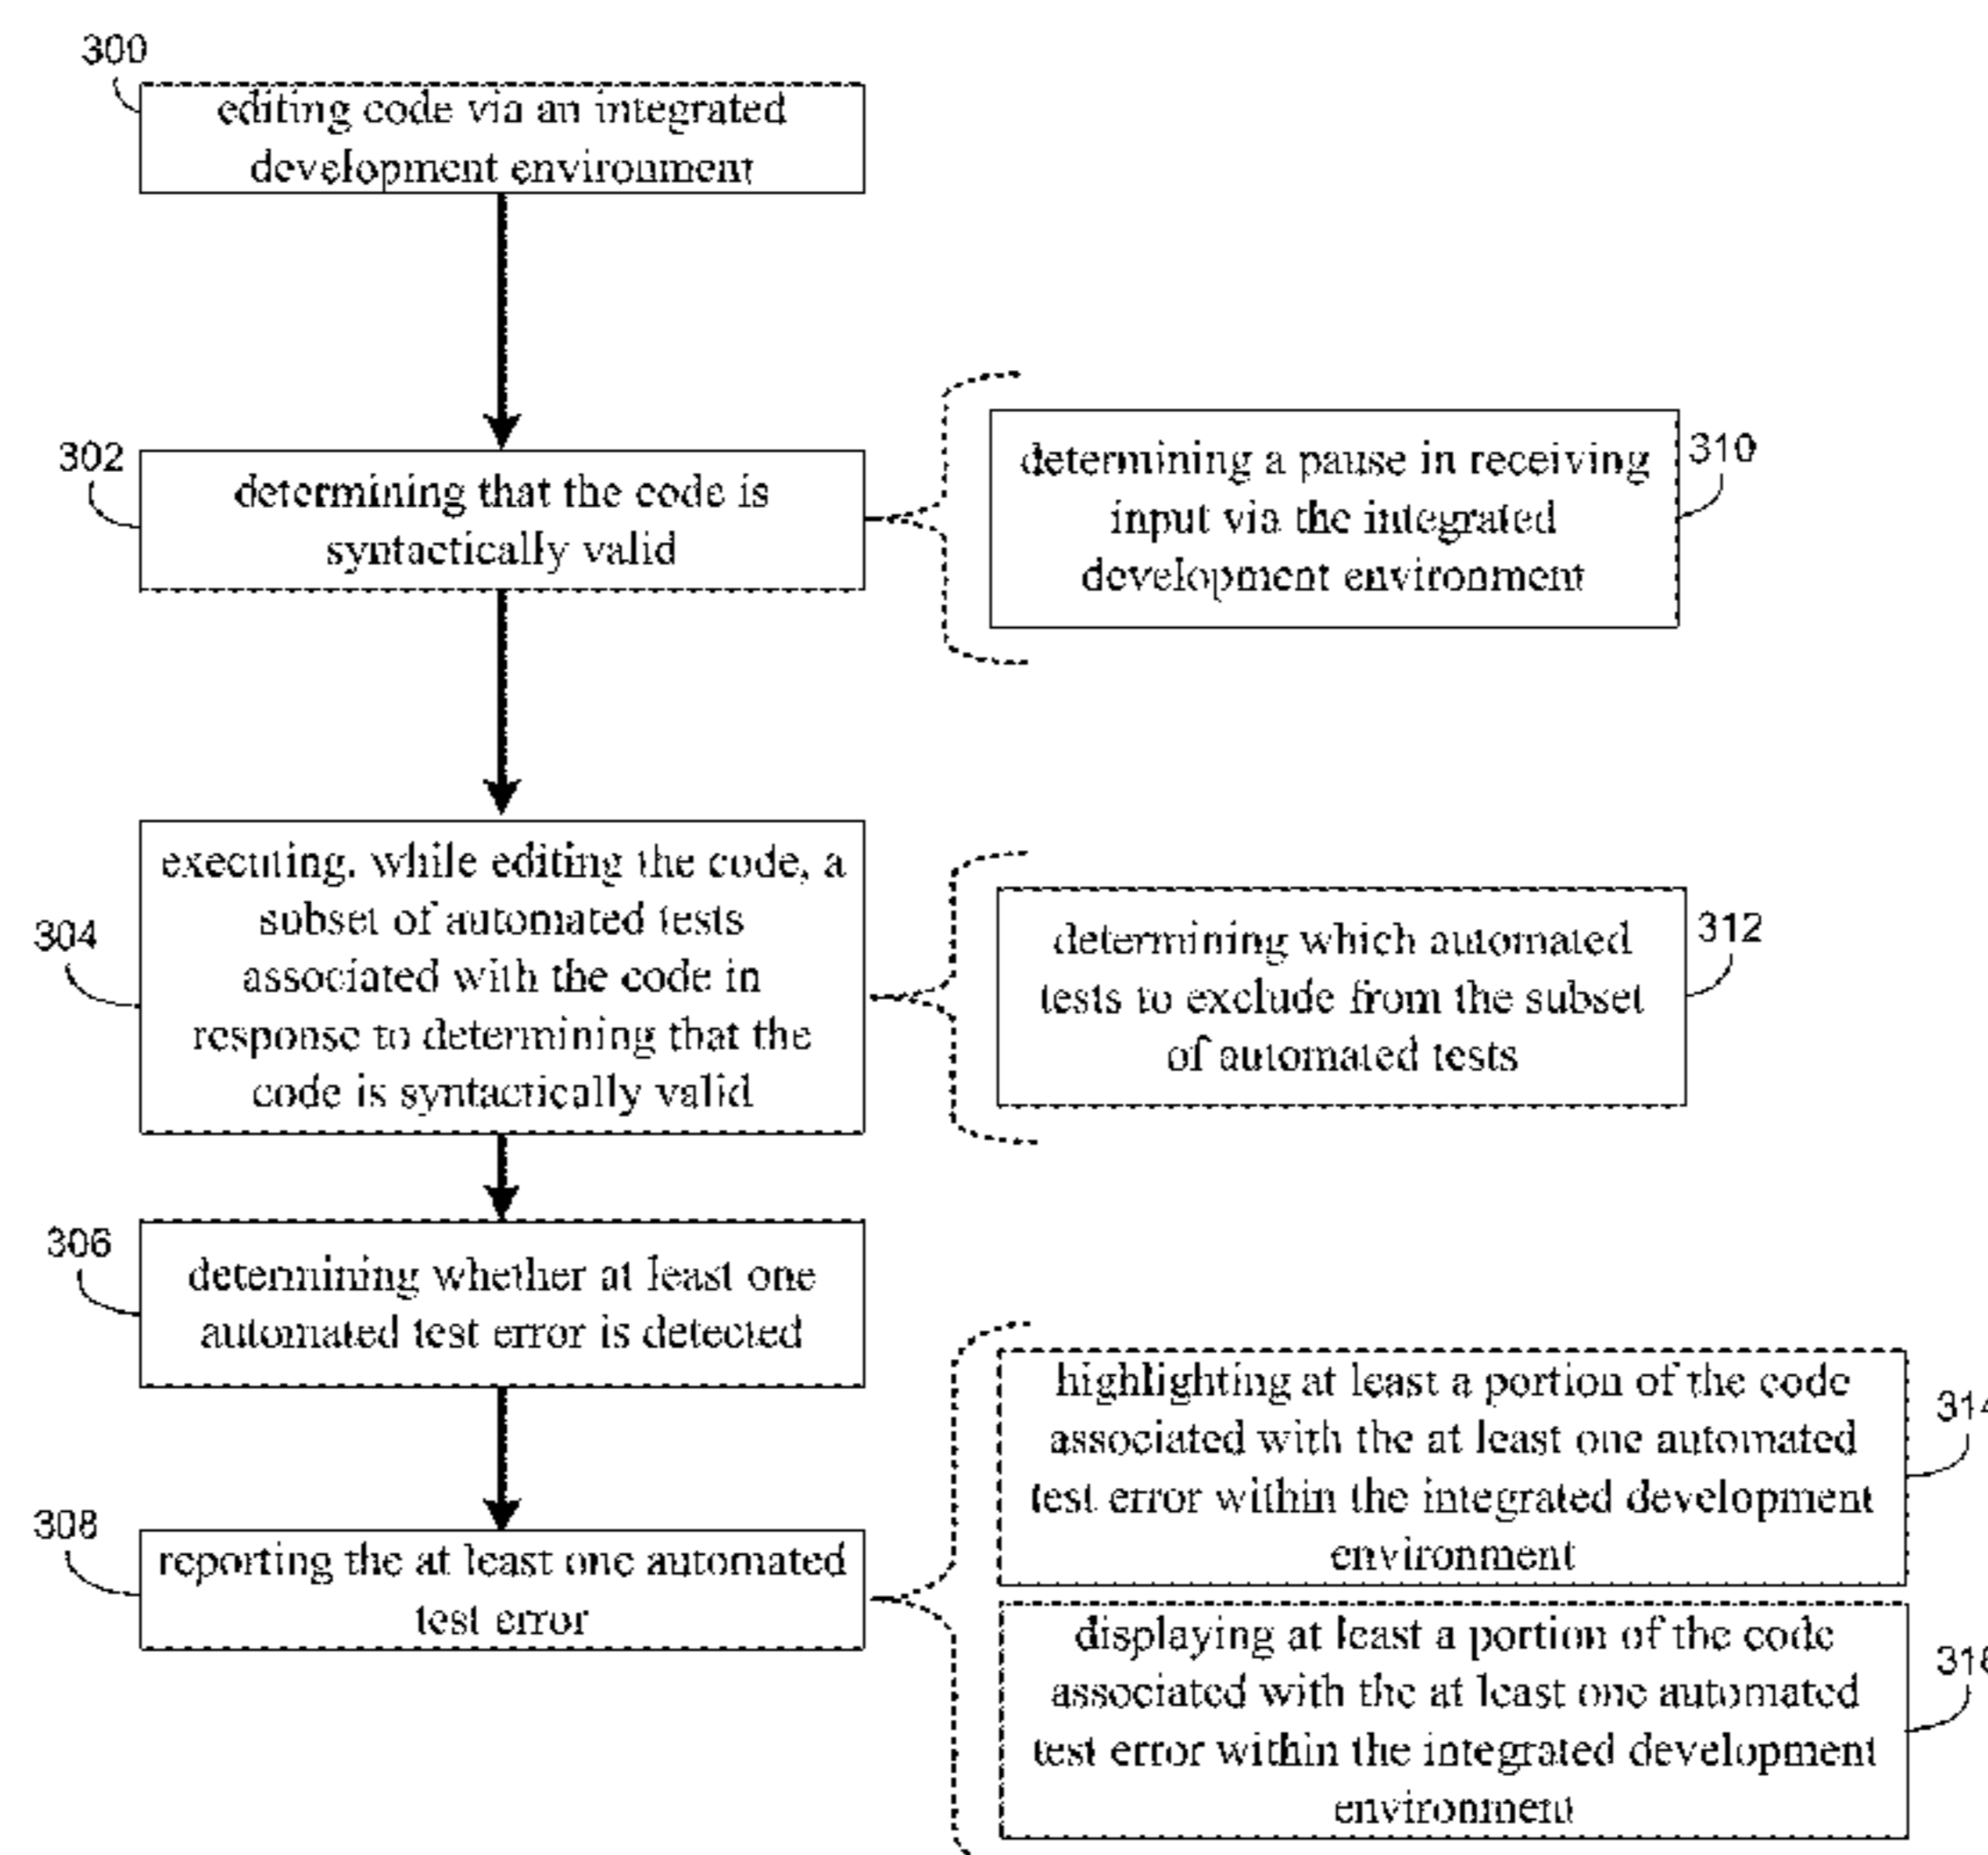 300
editing code via an integrated
development environment
302
determining that the code is
syntactically valid
determining a pause in receiving
input via the integrated
development environment
310
304
executing, while editing the code, a
subset of automated tests
associated with the code in
response to determining that the
code is syntactically valid
determining which automated
tests to exclude from the subset
of automated tests
312
306
determining whether at least one
automated test error is detected
308
reporting the at least one automated
test error
highlighting at least a portion of the code
associated with the at least one automated
test error within the integrated development
environment
314
displaying at least a portion of the code
associated with the at least one automated
test error within the integrated development
environment